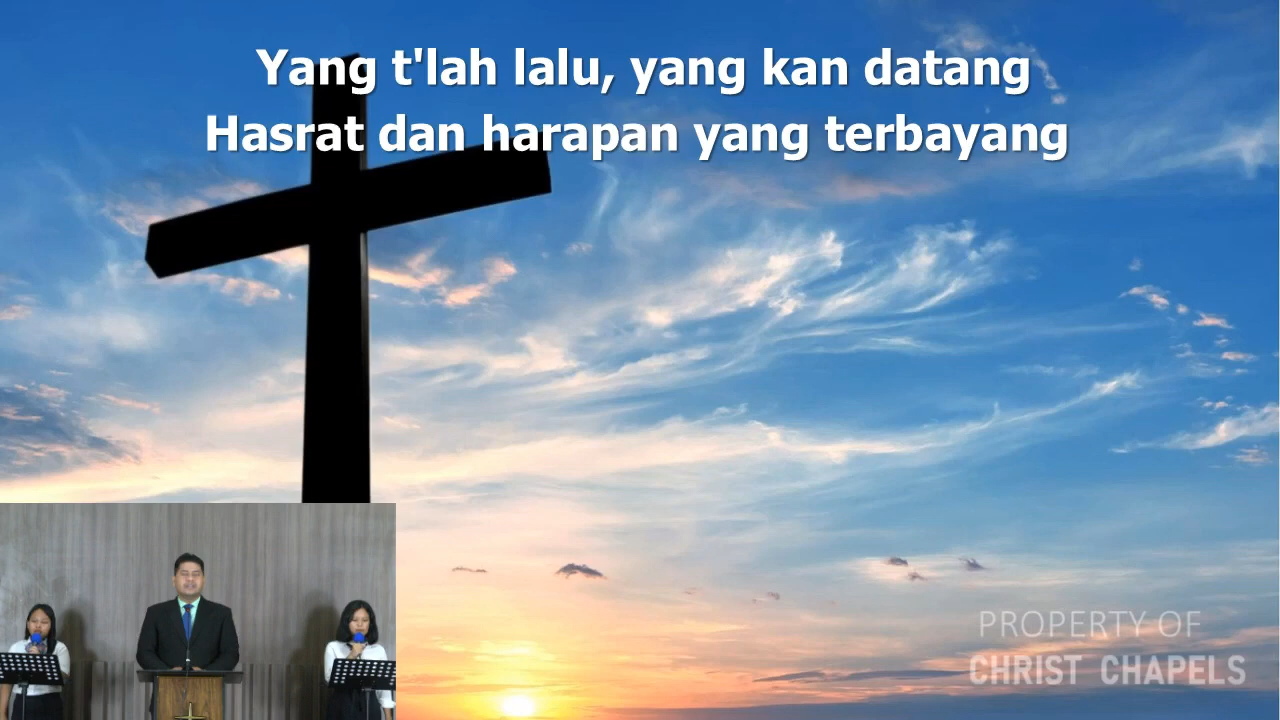 Yang t'lah lalu, yang kan datang
Hasrat dan harapan yang terbayang
PROPERTY OF
CHRIST CHAPELS